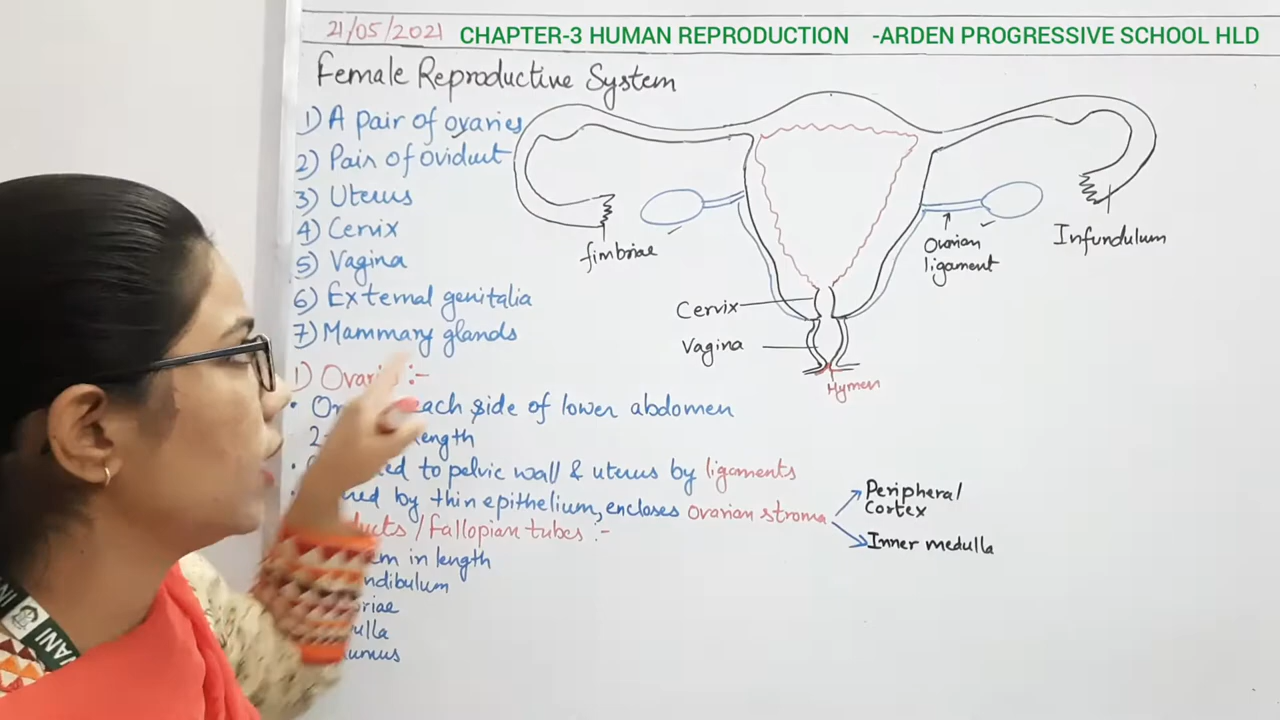 21/05/2021 CHAPTER-3 HUMAN REPRODUCTION -ARDEN PROGRESSIVE SCHOOL HLD
Female Reproductive System
1) A pair of ovaries
2) Pair of oviduct
3) Uterus
4) Cervix
5) Vagina
6) External genitalia
7) Mammary glands
1) :-
each side of lower abdomen
length
to pelvic wall & uterus by ligaments
by thin epithelium, encloses Ovarian stroma
Peripheral
Cortex
Inner medulla
/ Fallopian tubes :-
in length
fimbriae
Ovarian
ligament
Infundulum
Cervix
Vagina
Hymen
INANI